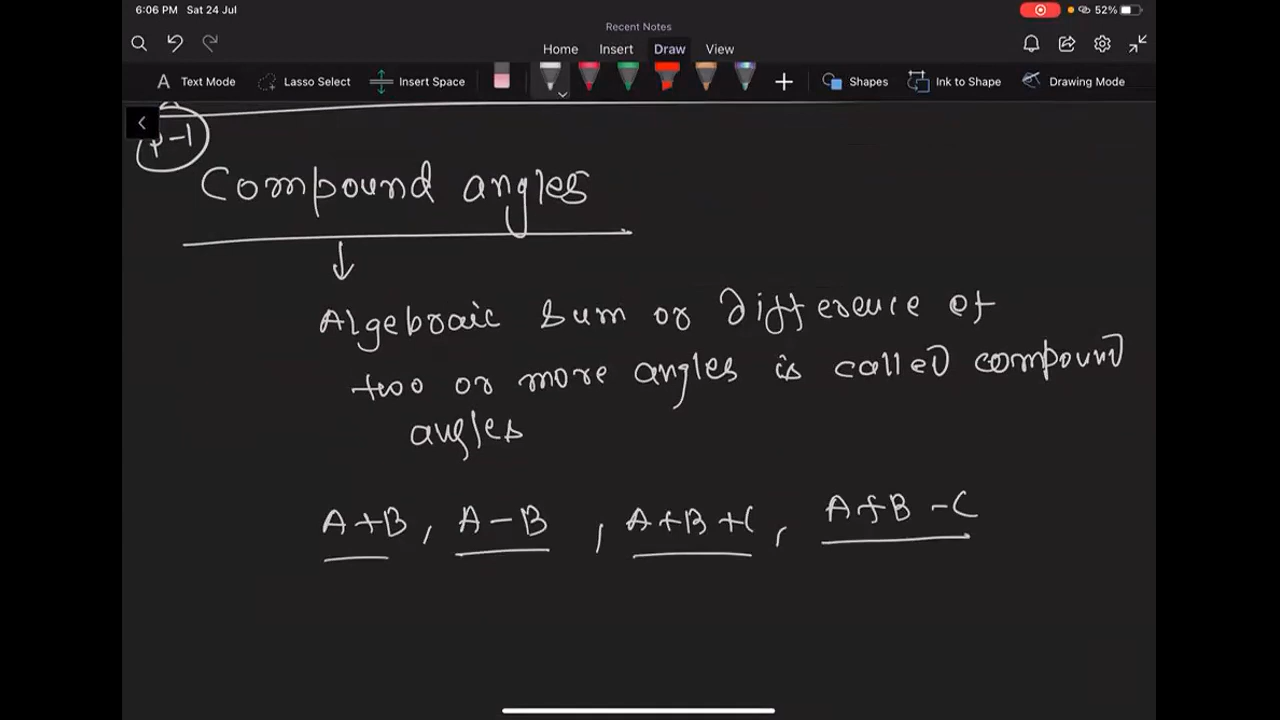 6:06 PM Sat 24 Jul
52%
Recent Notes
Home Insert Draw View
Text Mode Lasso Select Insert Space Shapes Ink to Shape Drawing Mode
P-1
Compound angles
Algebraic sum or difference of
two or more angles is called compound
angles
A+B, A-B, A+B+C, A+B-C